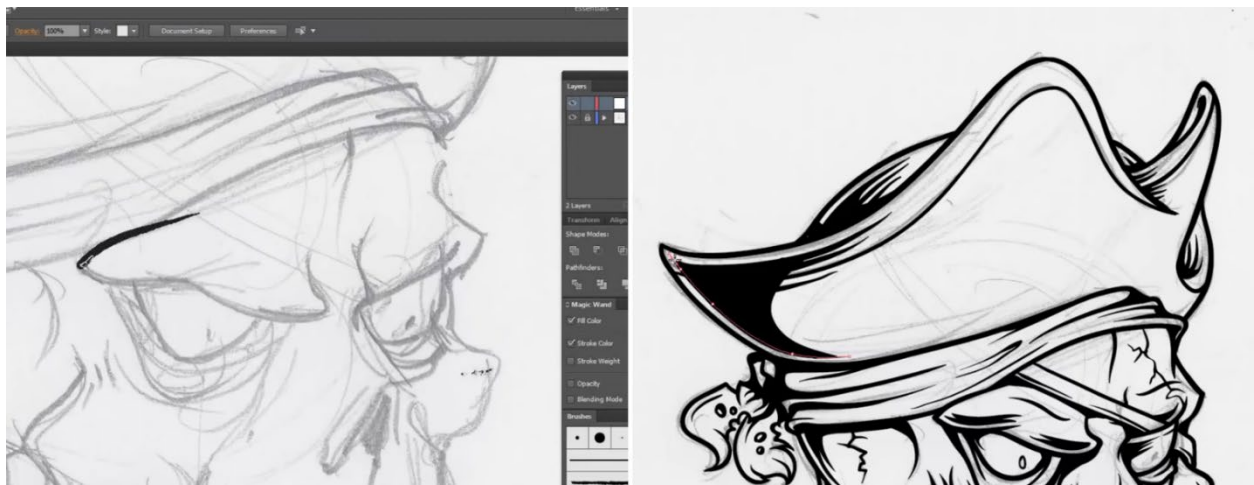 Essentials
Opacity: 100% Style: Document Setup Preferences
Layers
2 Layers
Transform Align
Shape Modes:
Pathfinders:
Magic Wand
Fill Color
Stroke Color
Stroke Weight
Opacity
Blending Mode
Brushes